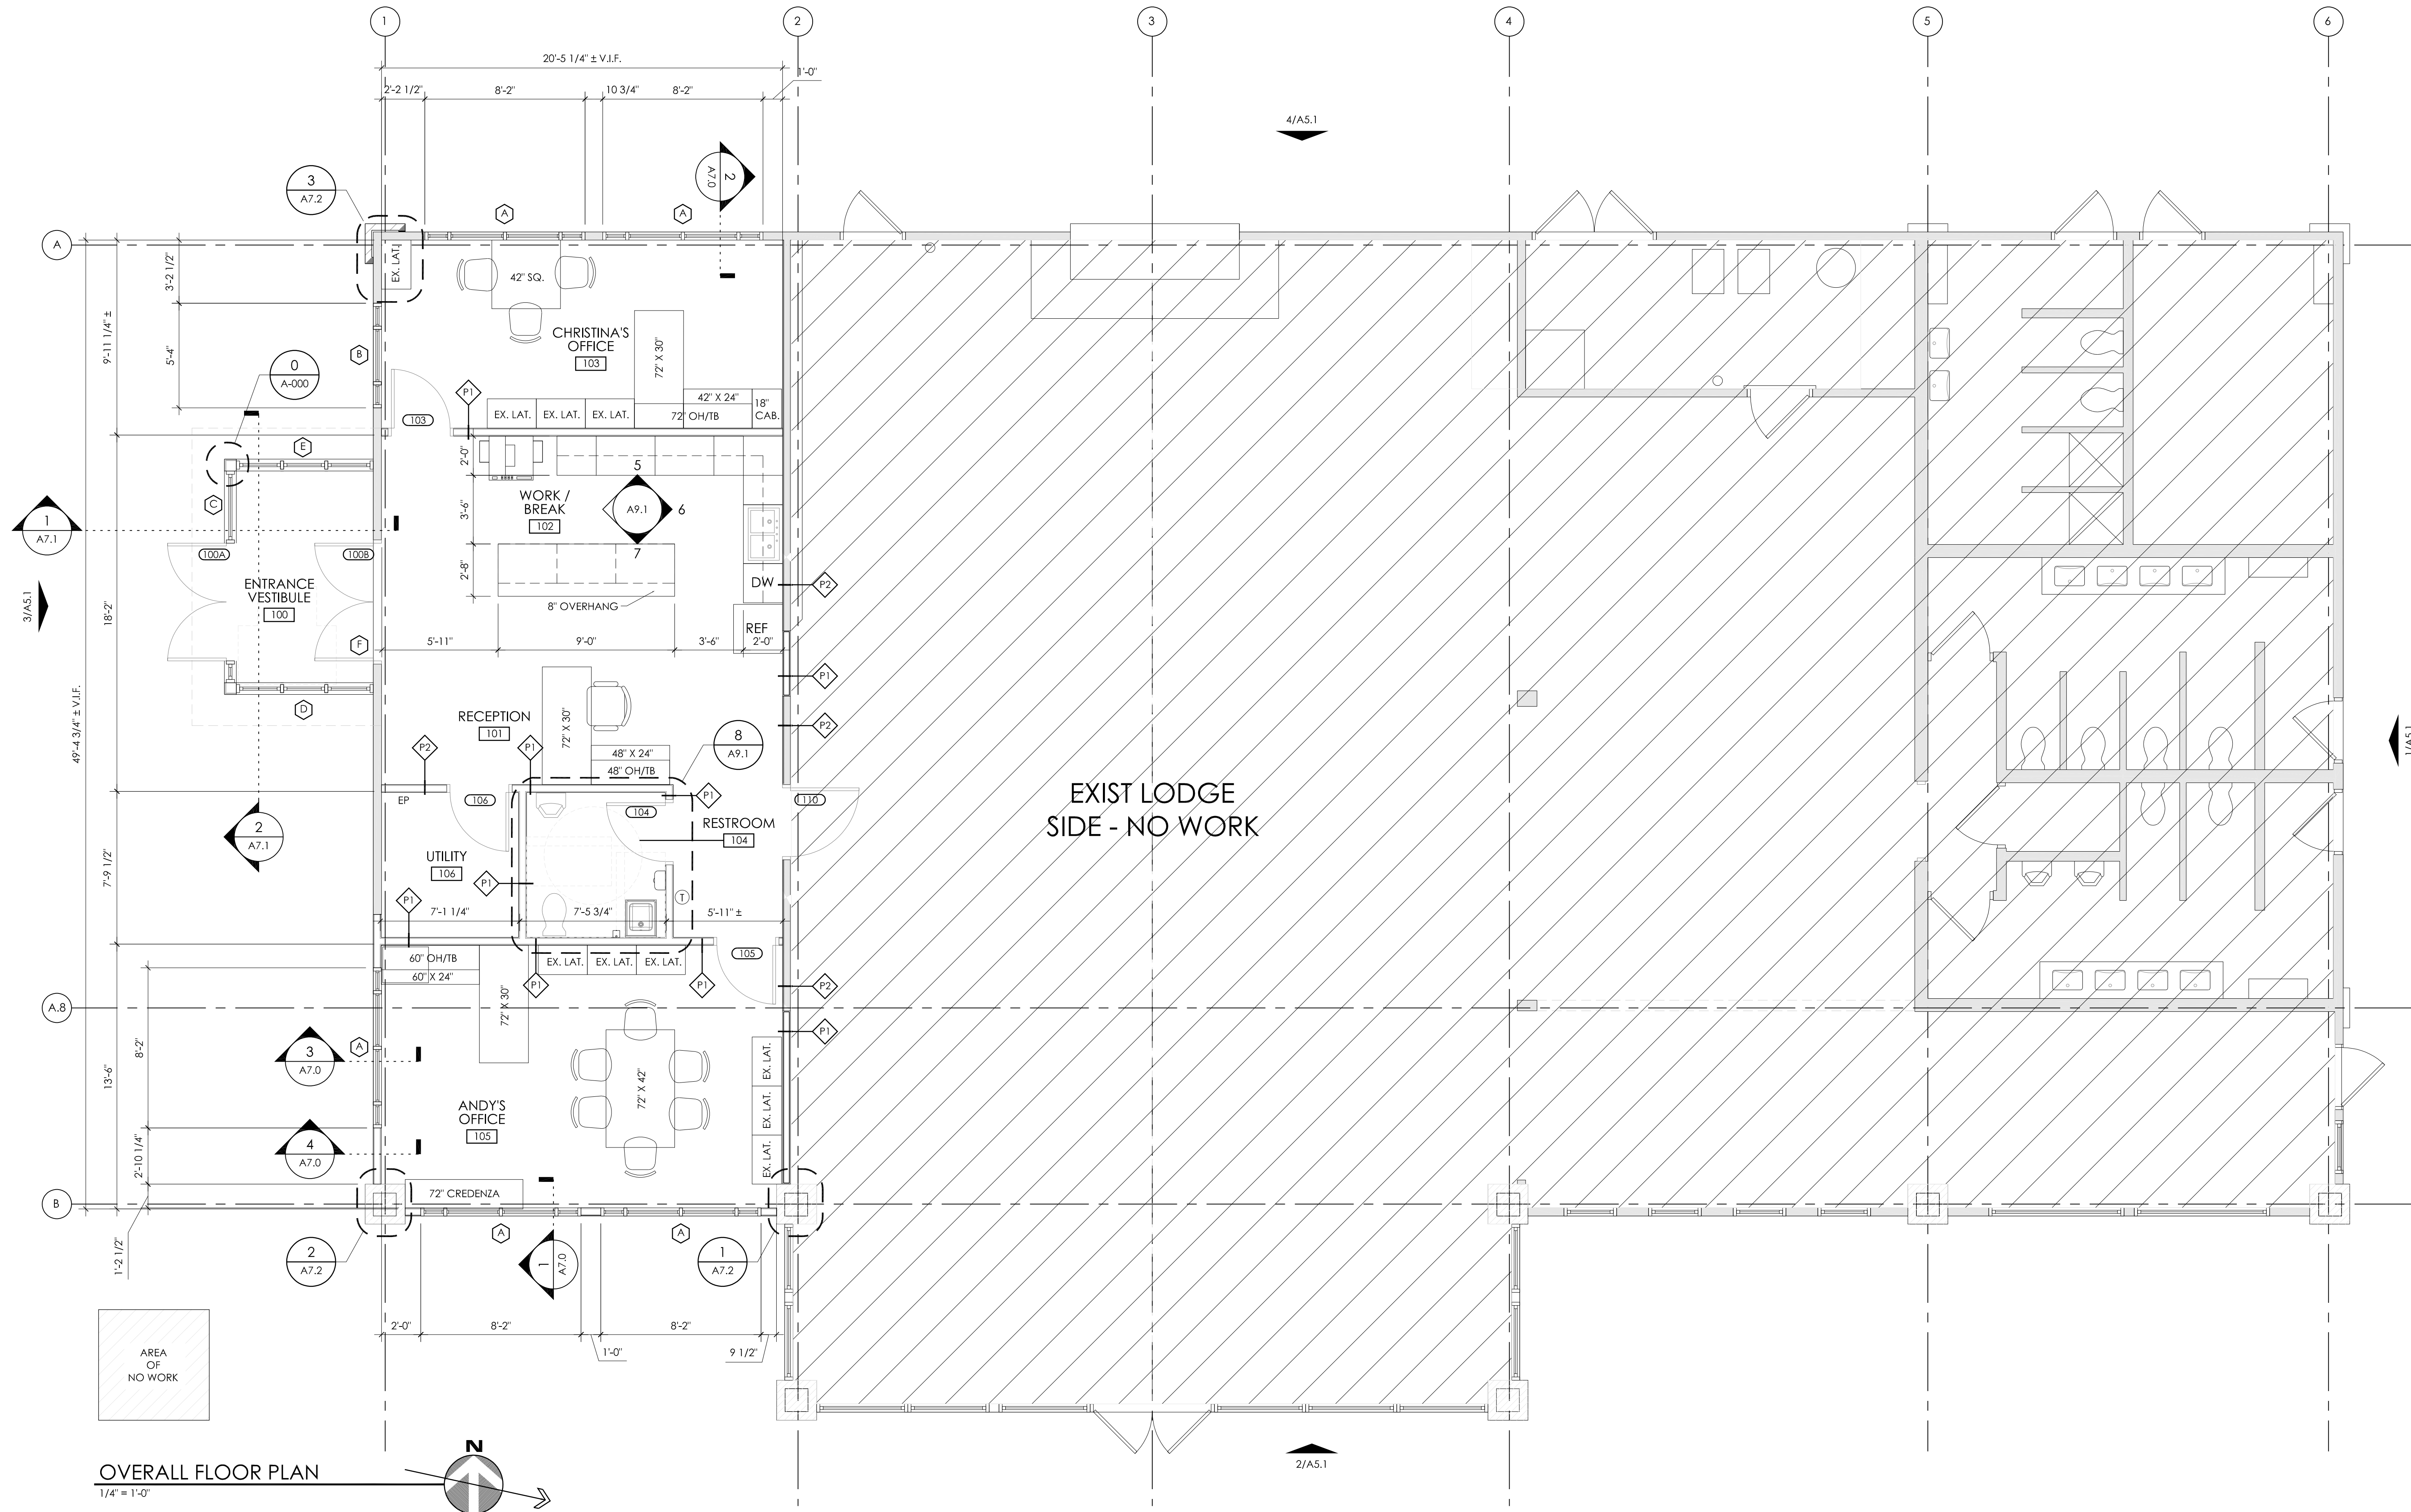 1
2
3
4
5
6
20'-5 1/4" ± V.I.F.
1'-0"
2'-2 1/2"
8'-2"
10 3/4"
8'-2"
4/A5.1
3
A7.2
2
A7.0
A
A
A
EX. LAT.
42" SQ.
3'-2 1/2"
9'-11 1/4" ±
5'-4"
B
CHRISTINA'S
OFFICE
103
72" X 30"
0
A-000
P1
103
EX. LAT.
EX. LAT.
EX. LAT.
42" X 24"
72" OH/TB
18"
CAB.
E
C
2'-0"
5
WORK /
BREAK
102
A9.1
6
7
3'-6"
1
A7.1
100A
100B
ENTRANCE
VESTIBULE
100
3/A5.1
2'-8"
DW
P2
8" OVERHANG
18'-2"
REF
F
5'-11"
9'-0"
3'-6"
2'-0"
P1
D
49'-4 3/4" ± V.I.F.
RECEPTION
101
72" X 30"
P2
8
A9.1
P2
P1
48" X 24"
48" OH/TB
1/A5.1
EP
106
P1
104
110
RESTROOM
104
EXIST LODGE
SIDE - NO WORK
2
A7.1
UTILITY
106
7'-9 1/2"
P1
P1
T
7'-1 1/4"
7'-5 3/4"
5'-11" ±
105
60" OH/TB
60" X 24"
EX. LAT.
EX. LAT.
EX. LAT.
P1
P1
P2
A.8
72" X 30"
P1
8'-2"
A
3
A7.0
13'-6"
72" X 42"
EX. LAT.
EX. LAT.
EX. LAT.
ANDY'S
OFFICE
105
4
A7.0
2'-10 1/4"
B
72" CREDENZA
1'-2 1/2"
2
A7.2
A
1
A7.0
A
1
A7.2
2'-0"
8'-2"
8'-2"
1'-0"
9 1/2"
AREA
OF
NO WORK
N
2/A5.1
OVERALL FLOOR PLAN
1/4" = 1'-0"